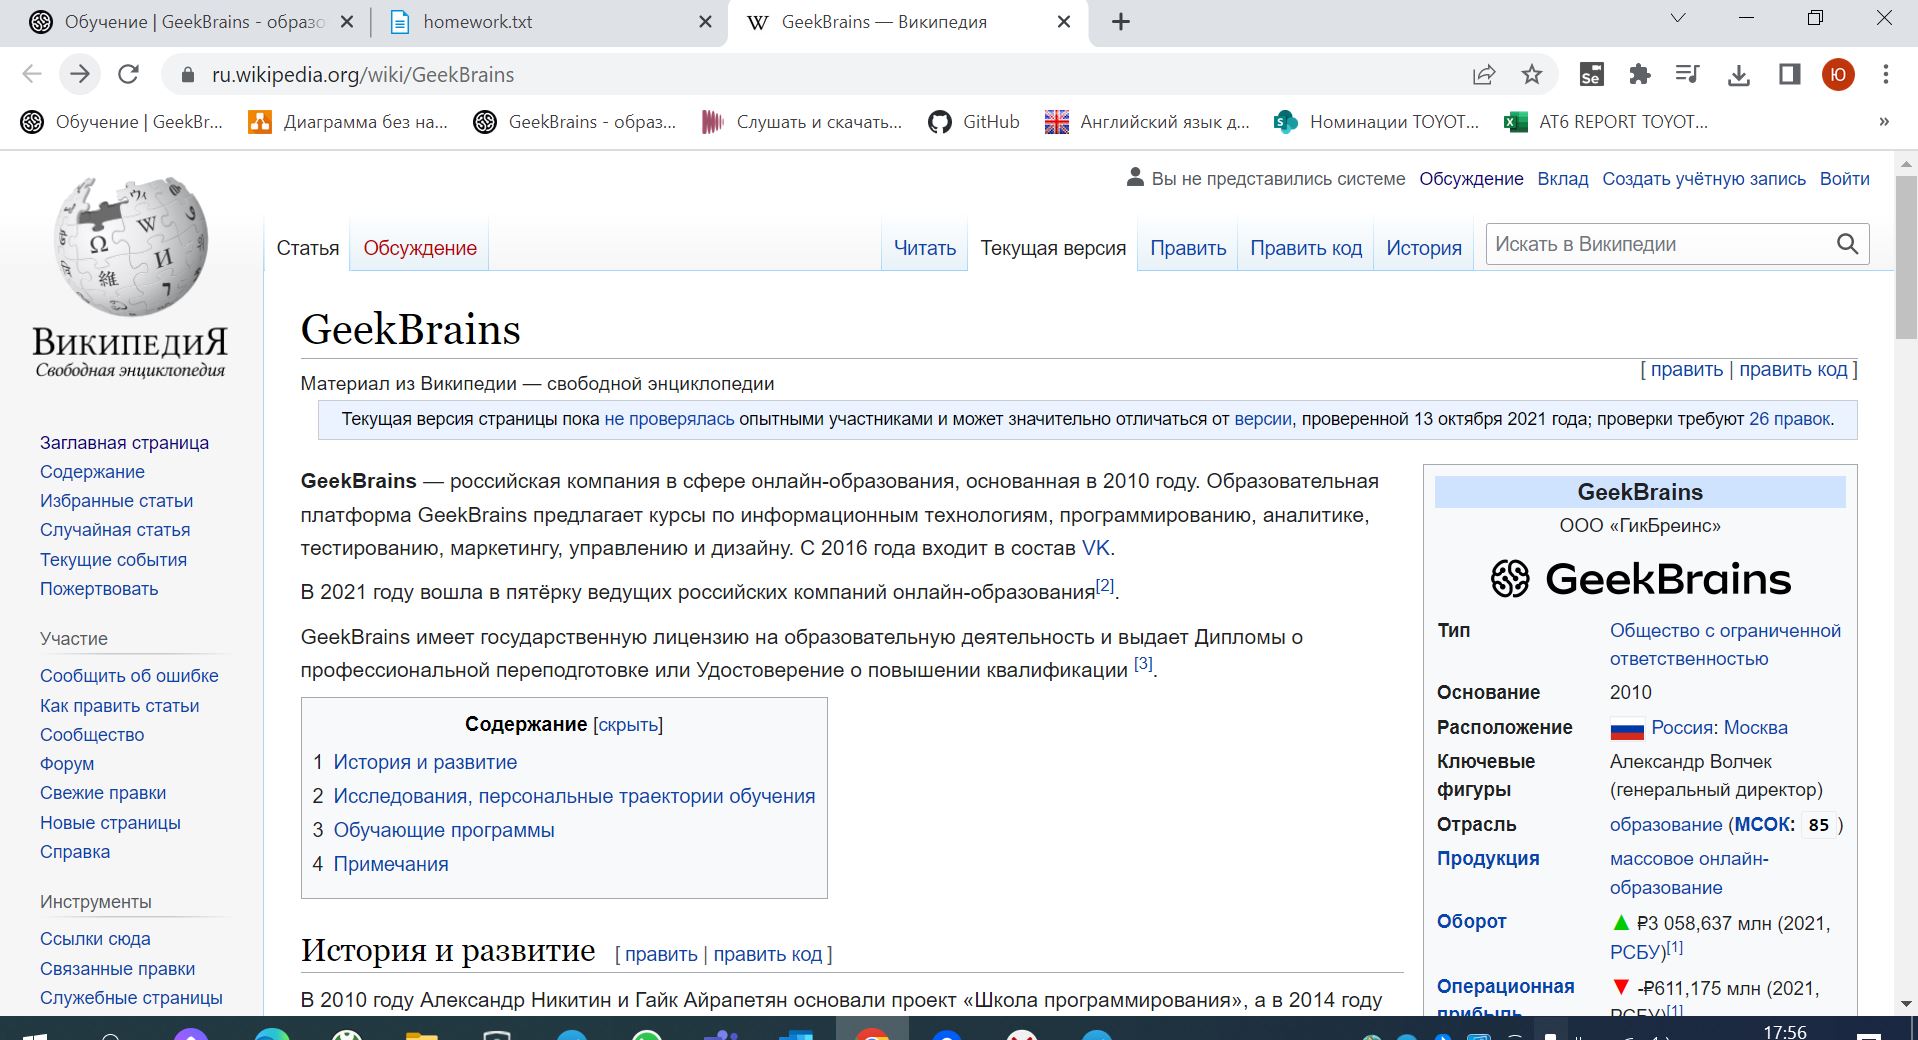 Обучение | GeekBrains - образо
homework.txt
GeekBrains — Википедия
ru.wikipedia.org/wiki/GeekBrains
Se
Ю
Обучение | GeekBr...
Диаграмма без на...
GeekBrains - образ...
Слушать и скачать...
GitHub
Английский язык д...
Номинации TOYOT...
AT6 REPORT TOYOT...
»
Вы не представились системе Обсуждение Вклад Создать учётную запись Войти
Статья Обсуждение Читать Текущая версия Править Править код История Искать в Википедии
ВикипедиЯ
Свободная энциклопедия
Заглавная страница
Содержание
Избранные статьи
Случайная статья
Текущие события
Пожертвовать
Участие
Сообщить об ошибке
Как править статьи
Сообщество
Форум
Свежие правки
Новые страницы
Справка
Инструменты
Ссылки сюда
Связанные правки
Служебные страницы
GeekBrains
[ править | править код ]
Материал из Википедии — свободной энциклопедии
Текущая версия страницы пока не проверялась опытными участниками и может значительно отличаться от версии, проверенной 13 октября 2021 года; проверки требуют 26 правок.
GeekBrains — российская компания в сфере онлайн-образования, основанная в 2010 году. Образовательная
платформа GeekBrains предлагает курсы по информационным технологиям, программированию, аналитике,
тестированию, маркетингу, управлению и дизайну. С 2016 года входит в состав VK.
В 2021 году вошла в пятёрку ведущих российских компаний онлайн-образования[2].
GeekBrains имеет государственную лицензию на образовательную деятельность и выдает Дипломы о
профессиональной переподготовке или Удостоверение о повышении квалификации [3].
Содержание [скрыть]
1 История и развитие
2 Исследования, персональные траектории обучения
3 Обучающие программы
4 Примечания
История и развитие [ править | править код ]
В 2010 году Александр Никитин и Гайк Айрапетян основали проект «Школа программирования», а в 2014 году
GeekBrains
ООО «ГикБреинс»
GeekBrains
Тип Общество с ограниченной
ответственностью
Основание 2010
Расположение Россия: Москва
Ключевые Александр Волчек
фигуры (генеральный директор)
Отрасль образование (МСОК: 85 )
Продукция массовое онлайн-
образование
Оборот ▲ ₽3 058,637 млн (2021,
РСБУ)[1]
Операционная ▼ -₽611,175 млн (2021,
прибыль РСБУ)[1]
17:56